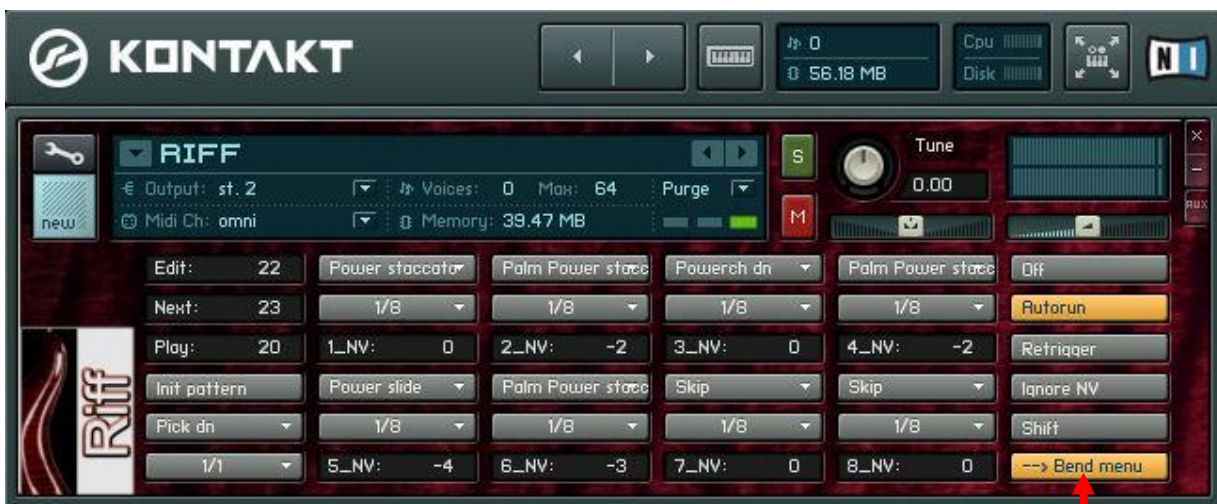 KONTAKT
0
56.18 MB
Cpu
Disk
NI
new
RIFF
S
Tune
Output: st. 2 Voices: 0 Max: 64 Purge
0.00
Midi Ch: omni Memory: 39.47 MB
M
AUX
Edit: 22 Power staccato Palm Power stacc Powerch dn Palm Power stacc Off
Next: 23 1/8 1/8 1/8 1/8 Autorun
Play: 20 1_NV: 0 2_NV: -2 3_NV: 0 4_NV: -2 Retrigger
Init pattern Power slide Palm Power stacc Skip Skip Ignore NV
Pick dn 1/8 1/8 1/8 1/8 Shift
1/1 5_NV: -4 6_NV: -3 7_NV: 0 8_NV: 0 --> Bend menu
Riff